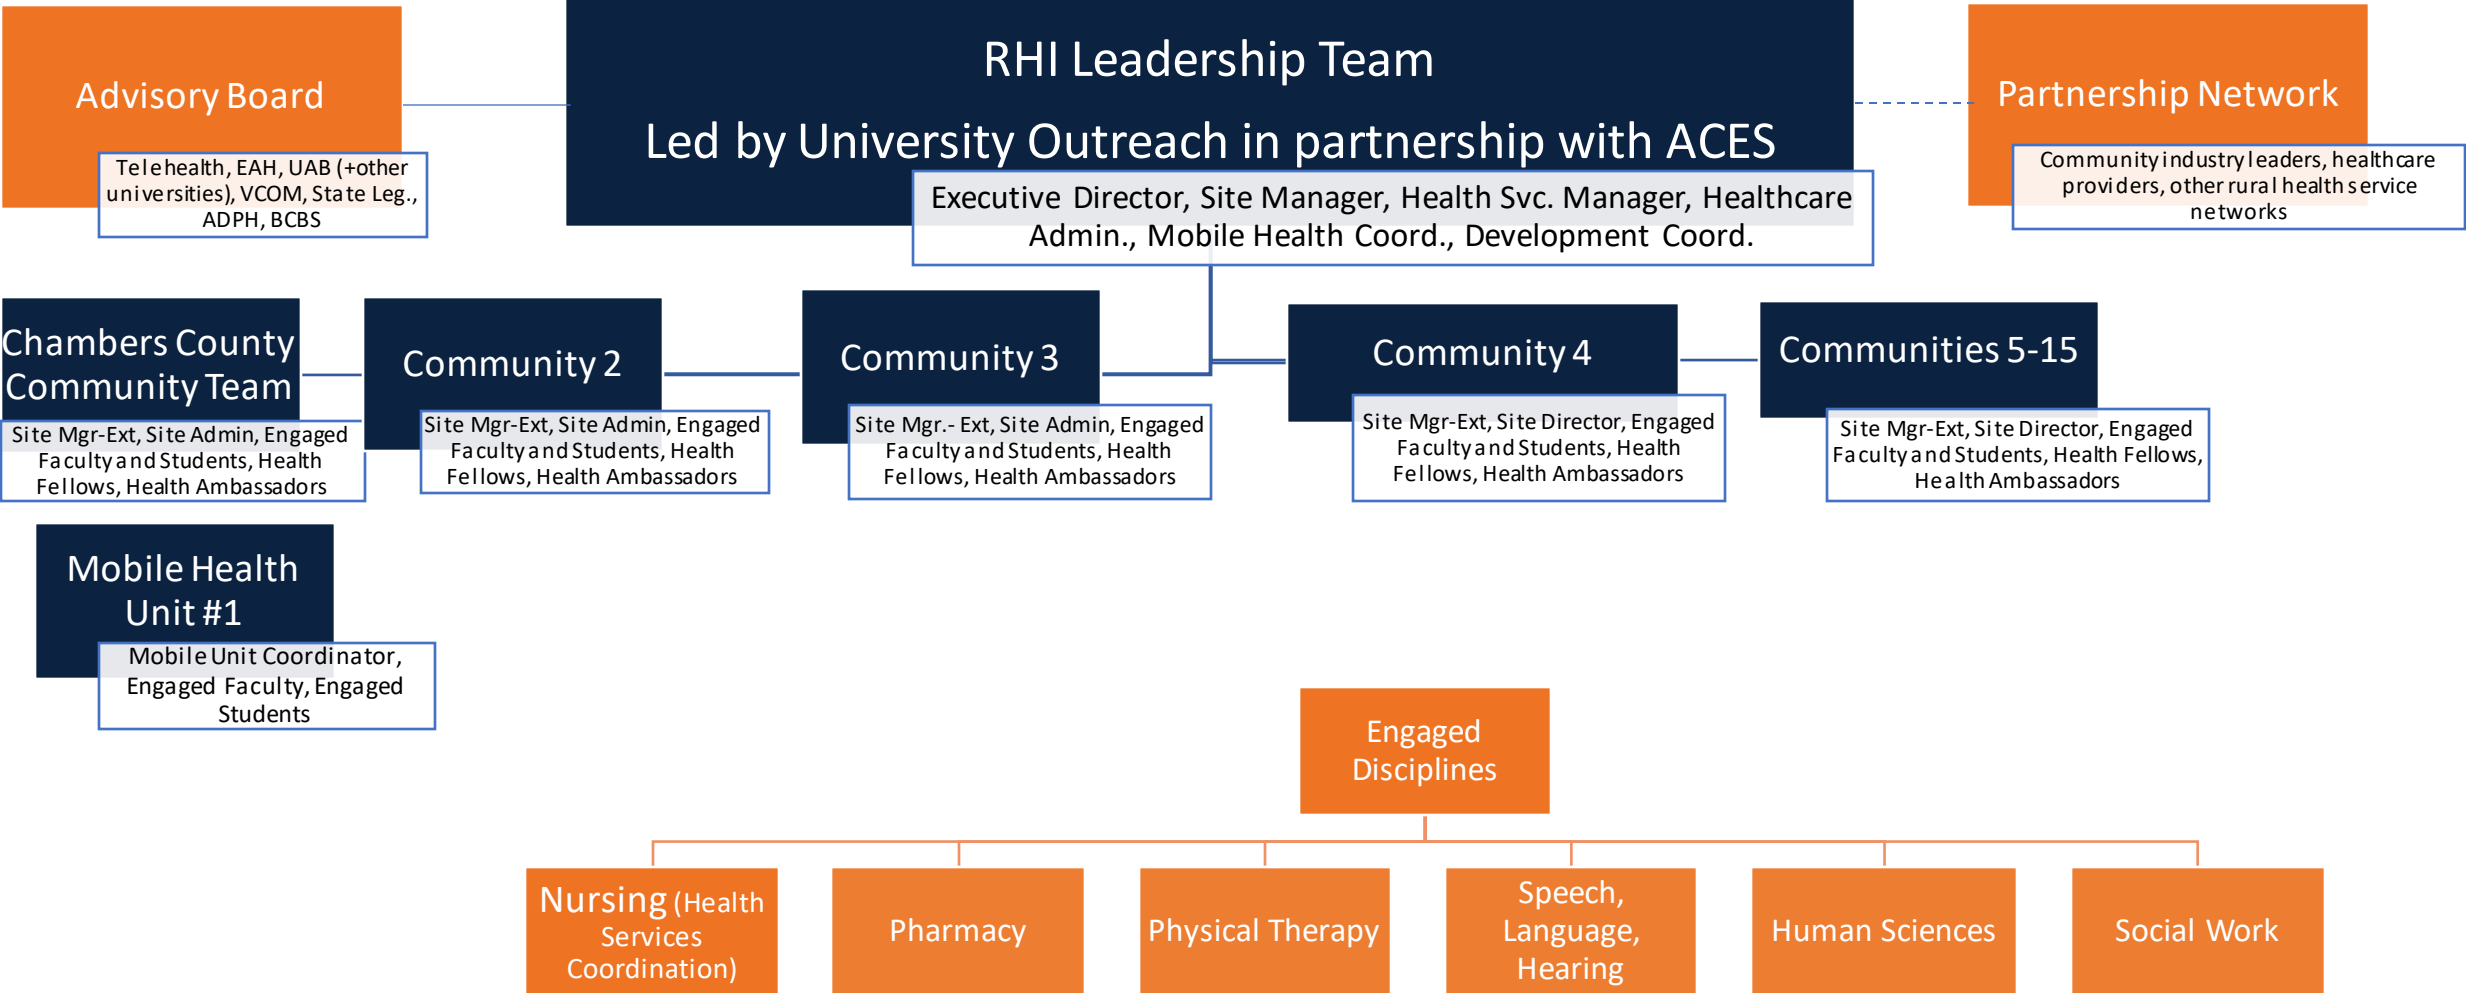 Advisory Board
Telehealth, EAH, UAB (+other
universities), VCOM, State Leg.,
ADPH, BCBS
RHI Leadership Team
Led by University Outreach in partnership with ACES
Executive Director, Site Manager, Health Svc. Manager, Healthcare
Admin., Mobile Health Coord., Development Coord.
Partnership Network
Community industry leaders, healthcare
providers, other rural health service
networks
Chambers County
Community Team
Site Mgr-Ext, Site Admin, Engaged
Faculty and Students, Health
Fellows, Health Ambassadors
Community 2
Site Mgr-Ext, Site Admin, Engaged
Faculty and Students, Health
Fellows, Health Ambassadors
Community 3
Site Mgr.- Ext, Site Admin, Engaged
Faculty and Students, Health
Fellows, Health Ambassadors
Community 4
Site Mgr-Ext, Site Director, Engaged
Faculty and Students, Health
Fellows, Health Ambassadors
Communities 5-15
Site Mgr-Ext, Site Director, Engaged
Faculty and Students, Health Fellows,
Health Ambassadors
Mobile Health
Unit #1
Mobile Unit Coordinator,
Engaged Faculty, Engaged
Students
Engaged
Disciplines
Nursing (Health
Services
Coordination)
Pharmacy
Physical Therapy
Speech,
Language,
Hearing
Human Sciences
Social Work